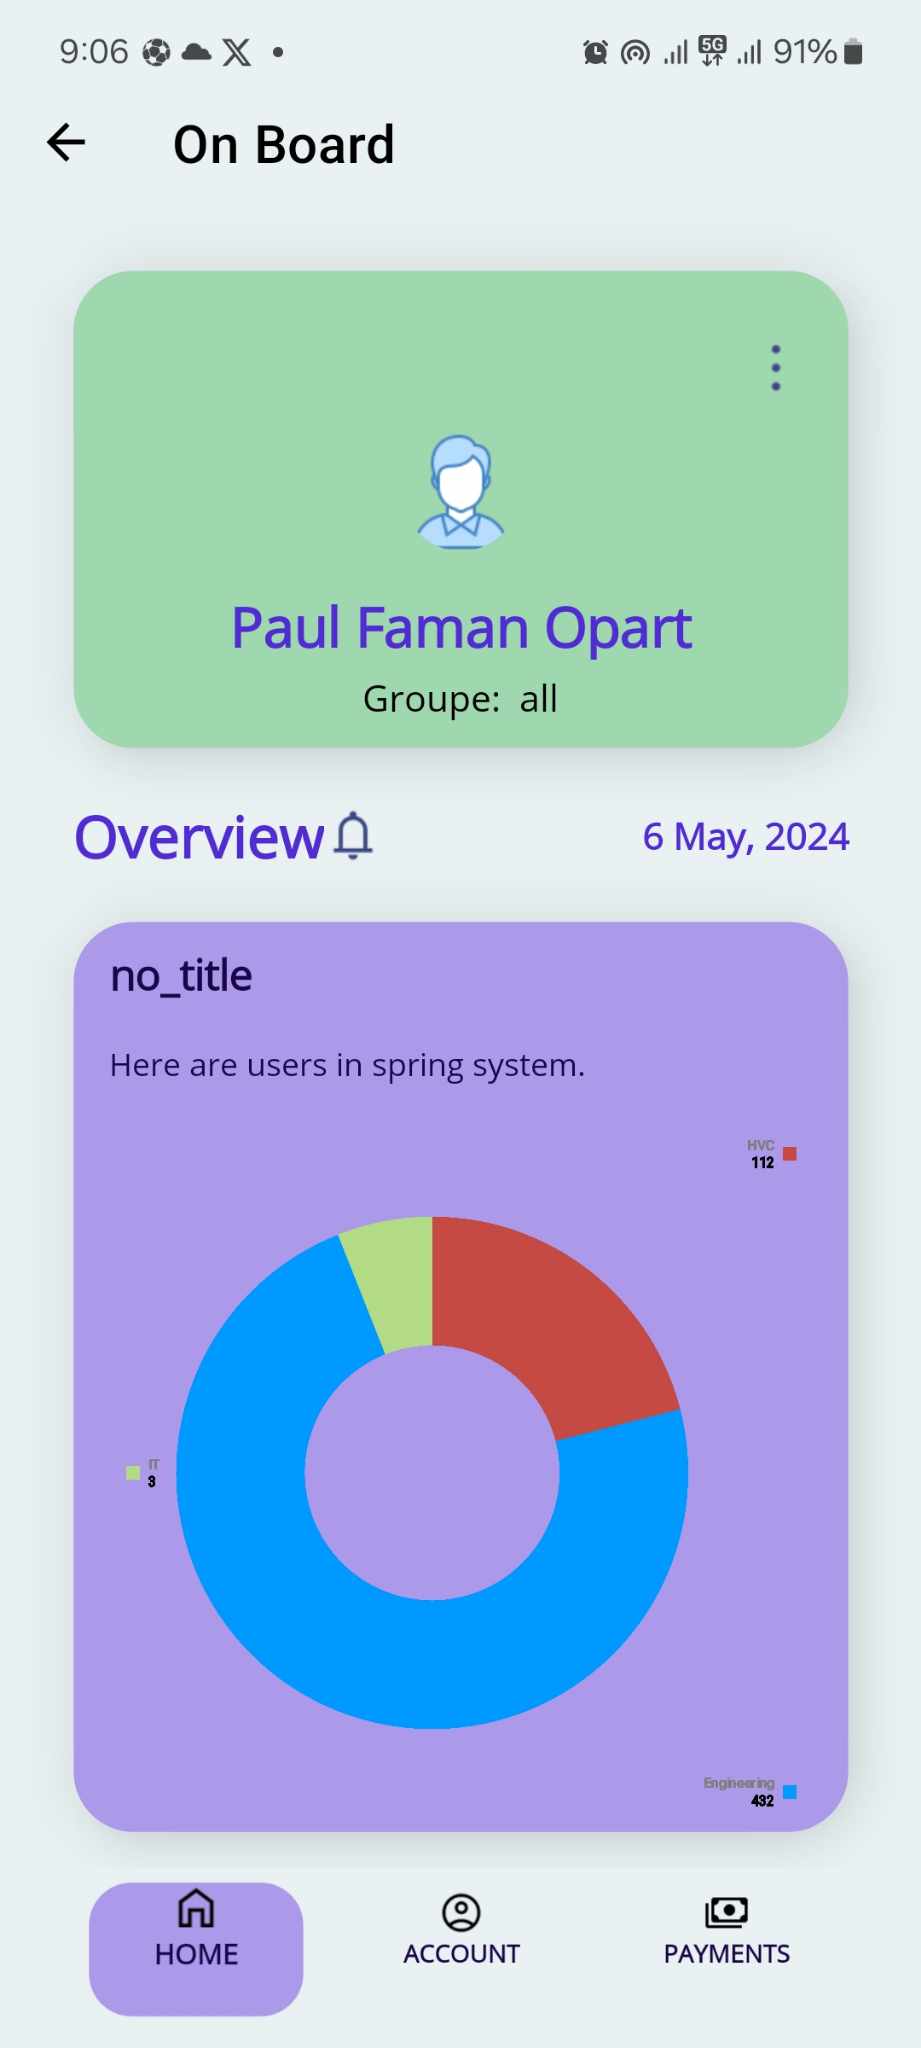 9:06 5G 91%
On Board
Paul Faman Opart
Groupe: all
Overview
6 May, 2024
no_title
Here are users in spring system.
HVC
112
IT
3
Engineering
432
HOME
ACCOUNT
PAYMENTS